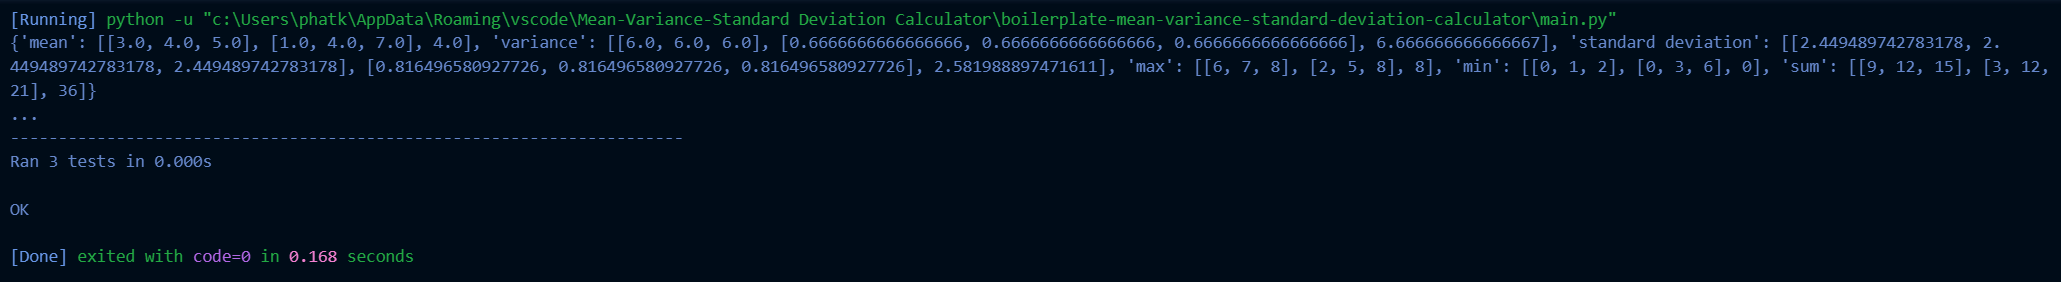 [Running] python -u "c:\Users\phatk\AppData\Roaming\vscode\Mean-Variance-Standard Deviation Calculator\boilerplate-mean-variance-standard-deviation-calculator\main.py"
{'mean': [[3.0, 4.0, 5.0], [1.0, 4.0, 7.0], 4.0], 'variance': [[6.0, 6.0, 6.0], [0.6666666666666666, 0.6666666666666666, 0.6666666666666666], 6.666666666666667], 'standard deviation': [[2.449489742783178, 2.
449489742783178, 2.449489742783178], [0.816496580927726, 0.816496580927726, 0.816496580927726], 2.581988897471611], 'max': [[6, 7, 8], [2, 5, 8], 8], 'min': [[0, 1, 2], [0, 3, 6], 0], 'sum': [[9, 12, 15], [3, 12,
21], 36]}
...
----------------------------------------------------------------------
Ran 3 tests in 0.000s
OK
[Done] exited with code=0 in 0.168 seconds